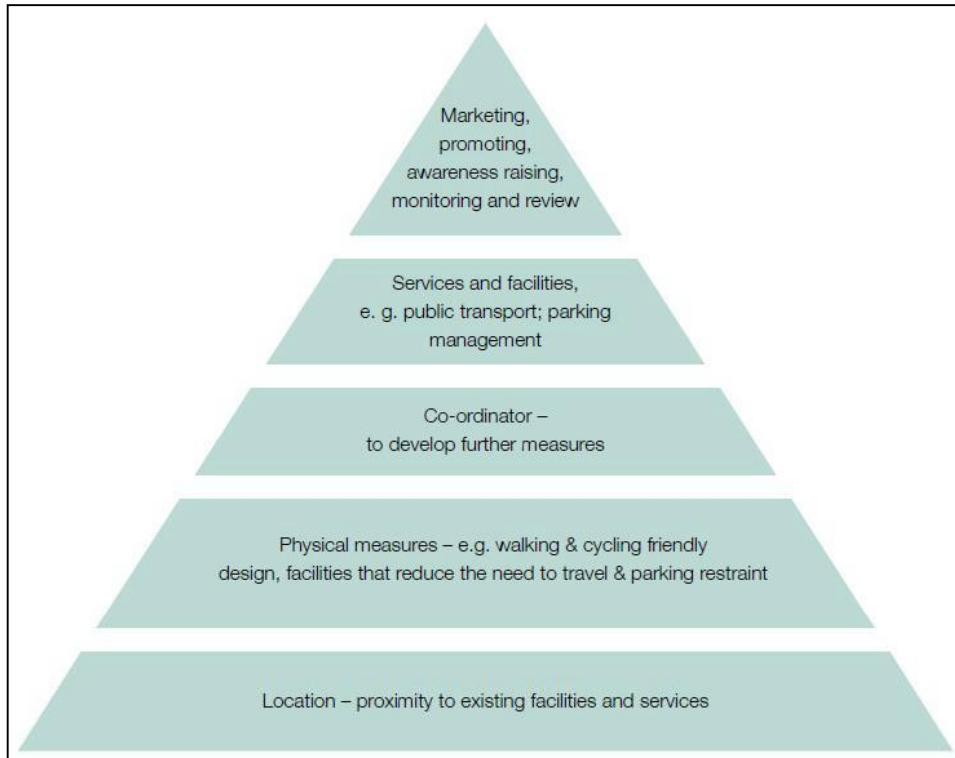 Marketing,
promoting,
awareness raising,
monitoring and review
Services and facilities,
e. g. public transport; parking
management
Co-ordinator –
to develop further measures
Physical measures – e.g. walking & cycling friendly
design, facilities that reduce the need to travel & parking restraint
Location – proximity to existing facilities and services